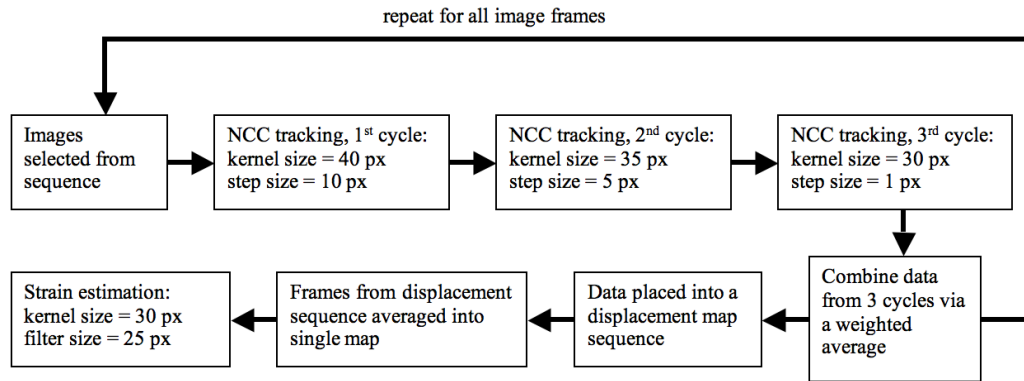 repeat for all image frames
Images
selected from
sequence
NCC tracking, 1st cycle:
kernel size = 40 px
step size = 10 px
NCC tracking, 2nd cycle:
kernel size = 35 px
step size = 5 px
NCC tracking, 3rd cycle:
kernel size = 30 px
step size = 1 px
Combine data
from 3 cycles via
a weighted
average
Data placed into a
displacement map
sequence
Frames from displacement
sequence averaged into
single map
Strain estimation:
kernel size = 30 px
filter size = 25 px